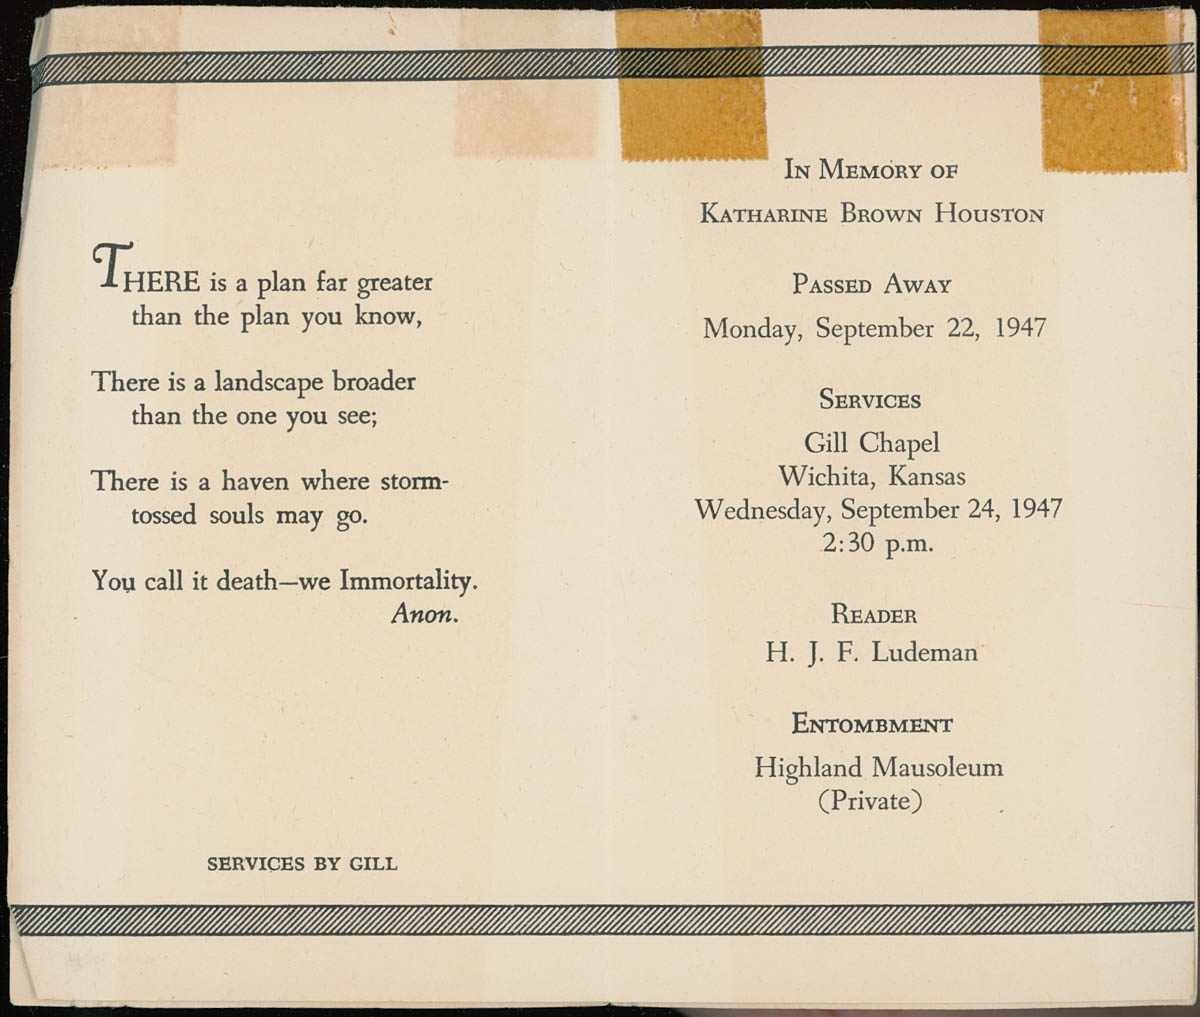 THERE is a plan far greater
than the plan you know,
There is a landscape broader
than the one you see;
There is a haven where storm-
tossed souls may go.
You call it death—we Immortality.
Anon.
SERVICES BY GILL
In Memory of
Katharine Brown Houston
Passed Away
Monday, September 22, 1947
Services
Gill Chapel
Wichita, Kansas
Wednesday, September 24, 1947
2:30 p.m.
Reader
H. J. F. Ludeman
Entombment
Highland Mausoleum
(Private)